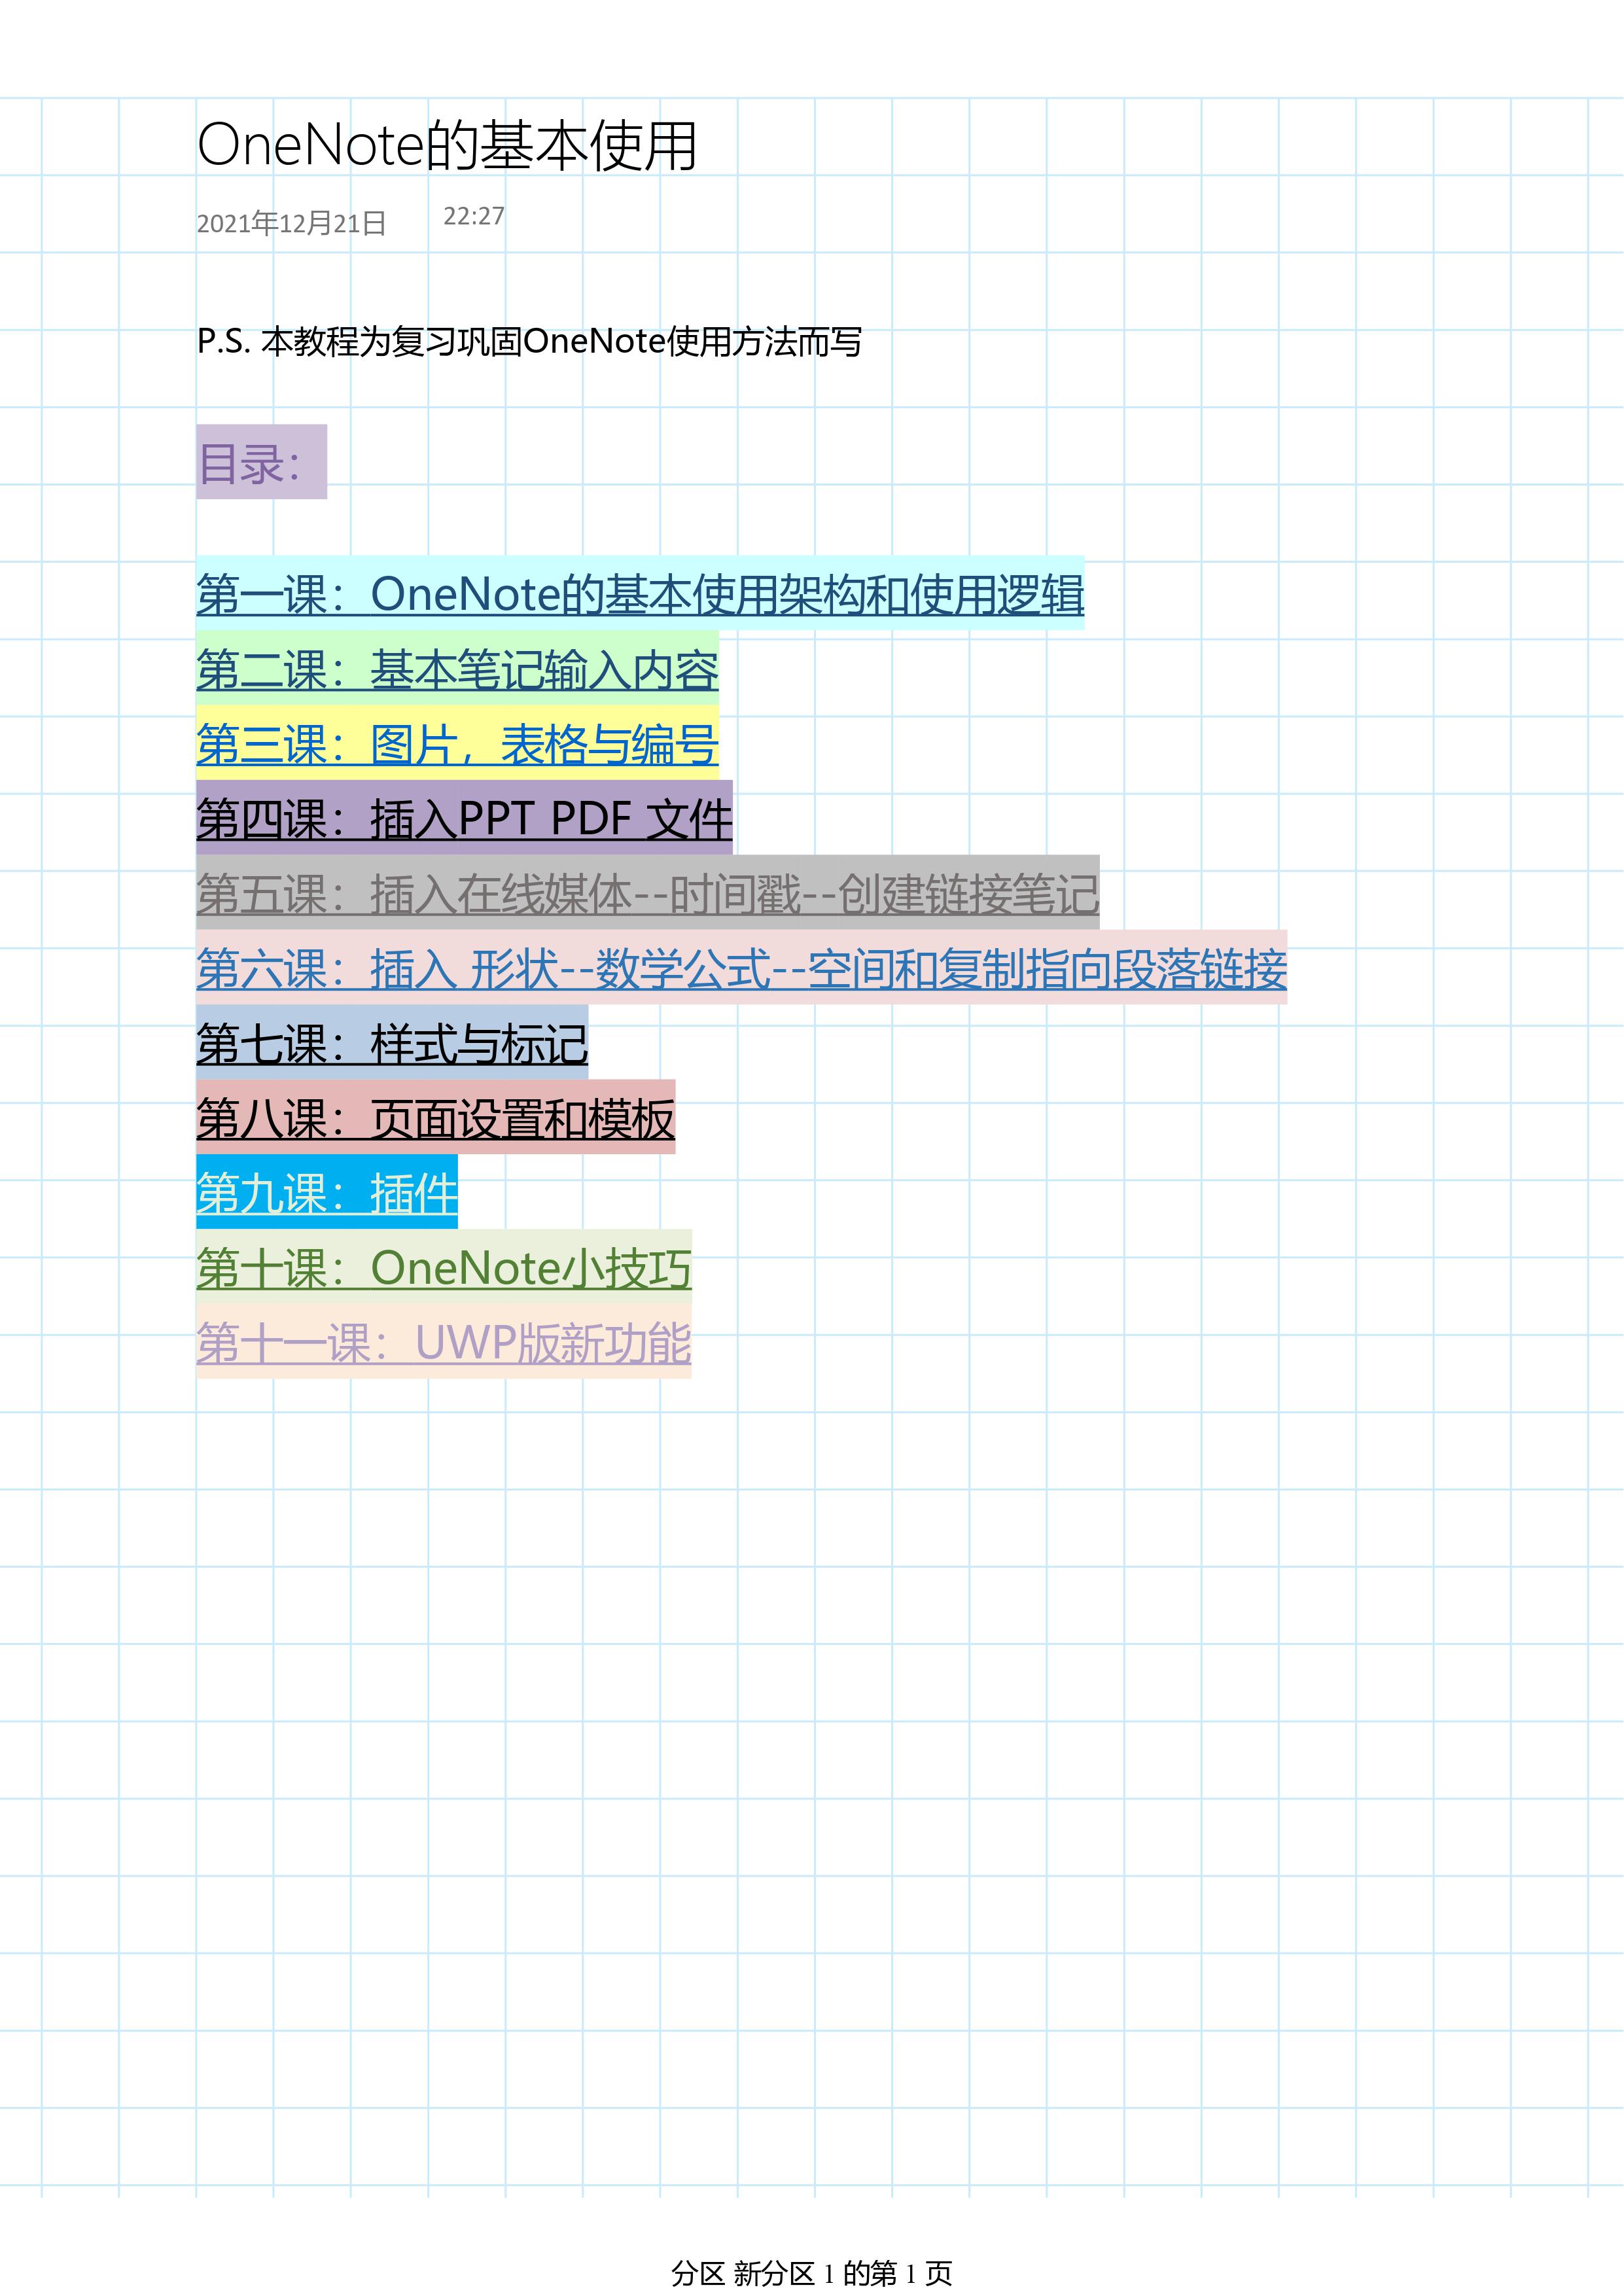 OneNote的基本使用
2021年12月21日 22:27
P.S. 本教程为复习巩固OneNote使用方法而写
目录：
第一课：OneNote的基本使用架构和使用逻辑
第二课：基本笔记输入内容
第三课：图片，表格与编号
第四课：插入PPT PDF 文件
第五课：插入在线媒体--时间戳--创建链接笔记
第六课：插入 形状--数学公式--空间和复制指向段落链接
第七课：样式与标记
第八课：页面设置和模板
第九课：插件
第十课：OneNote小技巧
第十一课：UWP版新功能
分区 新分区 1 的第 1 页